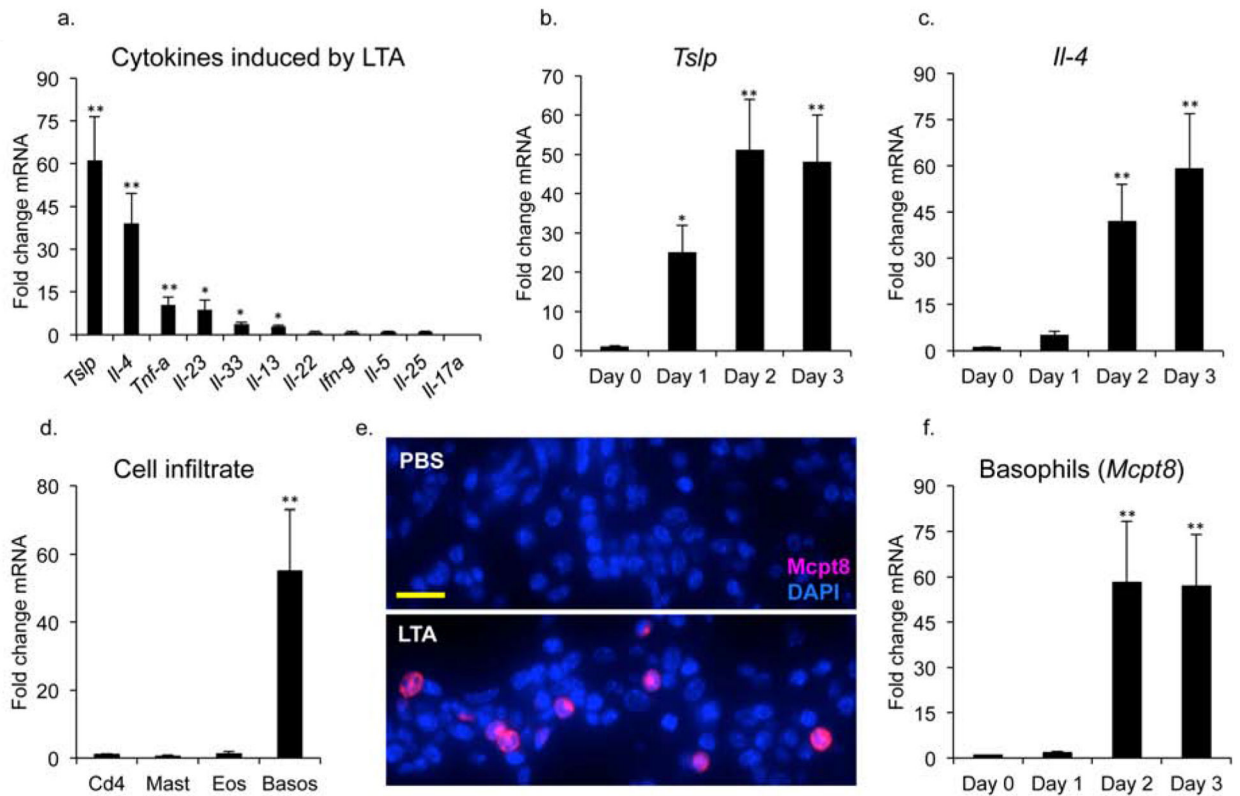 a.
Cytokines induced by LTA
Fold change mRNA
90
75
60
45
30
15
0
** ** ** * * *
Tslp Il-4 Tnf-a Il-23 Il-33 Il-13 Il-22 Ifn-g Il-5 Il-25 Il-17a
b.
Tslp
Fold change mRNA
70
60
50
40
30
20
10
0
* ** **
Day 0 Day 1 Day 2 Day 3
c.
Il-4
Fold change mRNA
90
75
60
45
30
15
0
** **
Day 0 Day 1 Day 2 Day 3
d.
Cell infiltrate
Fold change mRNA
80
60
40
20
0
**
Cd4 Mast Eos Basos
e.
PBS
Mcpt8
DAPI
LTA
f.
Basophils (Mcpt8)
Fold change mRNA
90
75
60
45
30
15
0
** **
Day 0 Day 1 Day 2 Day 3